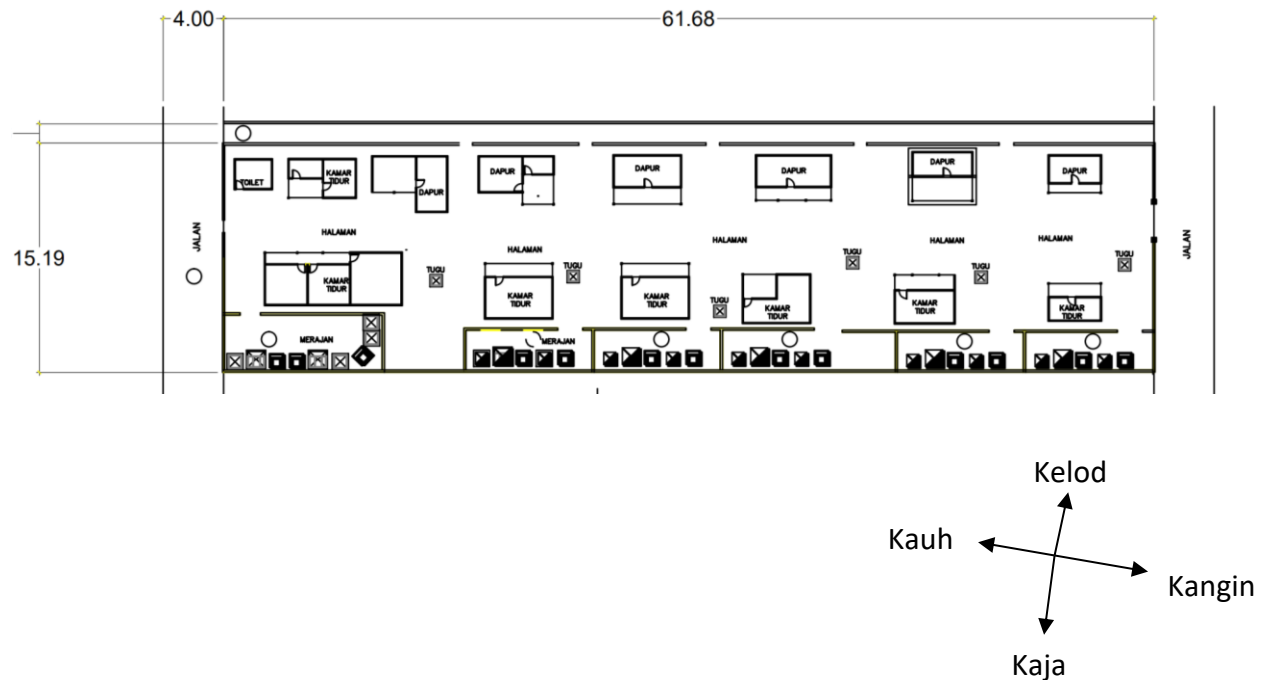 4.00
61.68
15.19
JALAN
TOILET
KAMAR
TIDUR
DAPUR
DAPUR
DAPUR
DAPUR
DAPUR
DAPUR
JALAN
HALAMAN
HALAMAN
HALAMAN
HALAMAN
HALAMAN
KAMAR
TIDUR
TUGU
TUGU
TUGU
TUGU
TUGU
TUGU
KAMAR
TIDUR
KAMAR
TIDUR
KAMAR
TIDUR
KAMAR
TIDUR
KAMAR
TIDUR
MERAJAN
MERAJAN
Kelod
Kauh
Kangin
Kaja